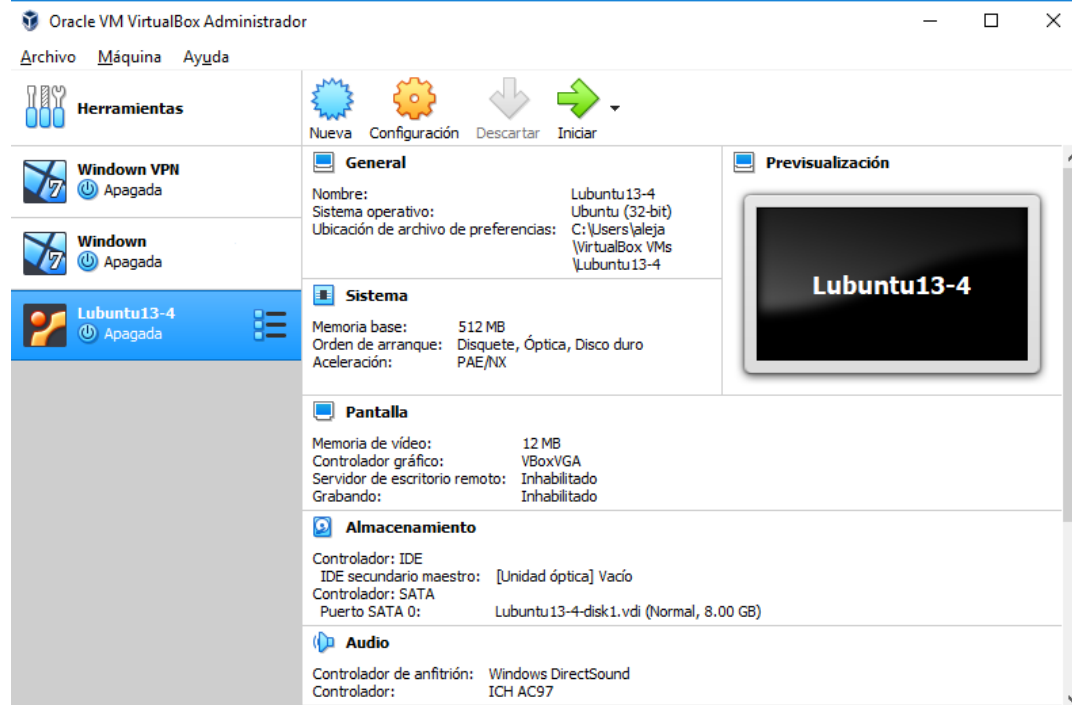 Oracle VM VirtualBox Administrador
Archivo Máquina Ayuda
Herramientas
Windown VPN
Apagada
Windown
Apagada
Lubuntu13-4
Apagada
Nueva Configuración Descartar Iniciar
General
Nombre: Lubuntu13-4
Sistema operativo: Ubuntu (32-bit)
Ubicación de archivo de preferencias: C:\Users\aleja
\VirtualBox VMs
\Lubuntu13-4
Previsualización
Lubuntu13-4
Sistema
Memoria base: 512 MB
Orden de arranque: Disquete, Óptica, Disco duro
Aceleración: PAE/NX
Pantalla
Memoria de vídeo: 12 MB
Controlador gráfico: VBoxVGA
Servidor de escritorio remoto: Inhabilitado
Grabando: Inhabilitado
Almacenamiento
Controlador: IDE
IDE secundario maestro: [Unidad óptica] Vacío
Controlador: SATA
Puerto SATA 0: Lubuntu13-4-disk1.vdi (Normal, 8.00 GB)
Audio
Controlador de anfitrión: Windows DirectSound
Controlador: ICH AC97